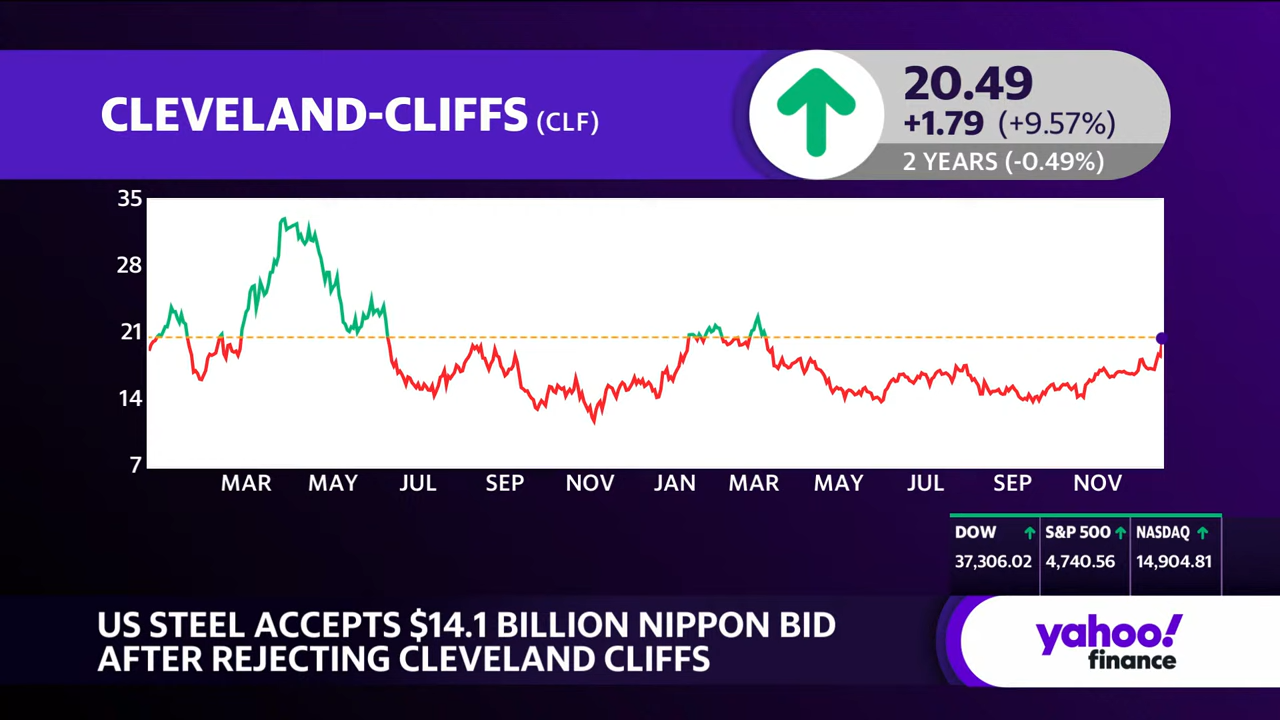 CLEVELAND-CLIFFS (CLF)
20.49
+1.79 (+9.57%)
2 YEARS (-0.49%)
35
28
21
14
7
MAR MAY JUL SEP NOV JAN MAR MAY JUL SEP NOV
DOW S&P 500 NASDAQ
37,306.02 4,740.56 14,904.81
US STEEL ACCEPTS $14.1 BILLION NIPPON BID
AFTER REJECTING CLEVELAND CLIFFS
yahoo!
finance